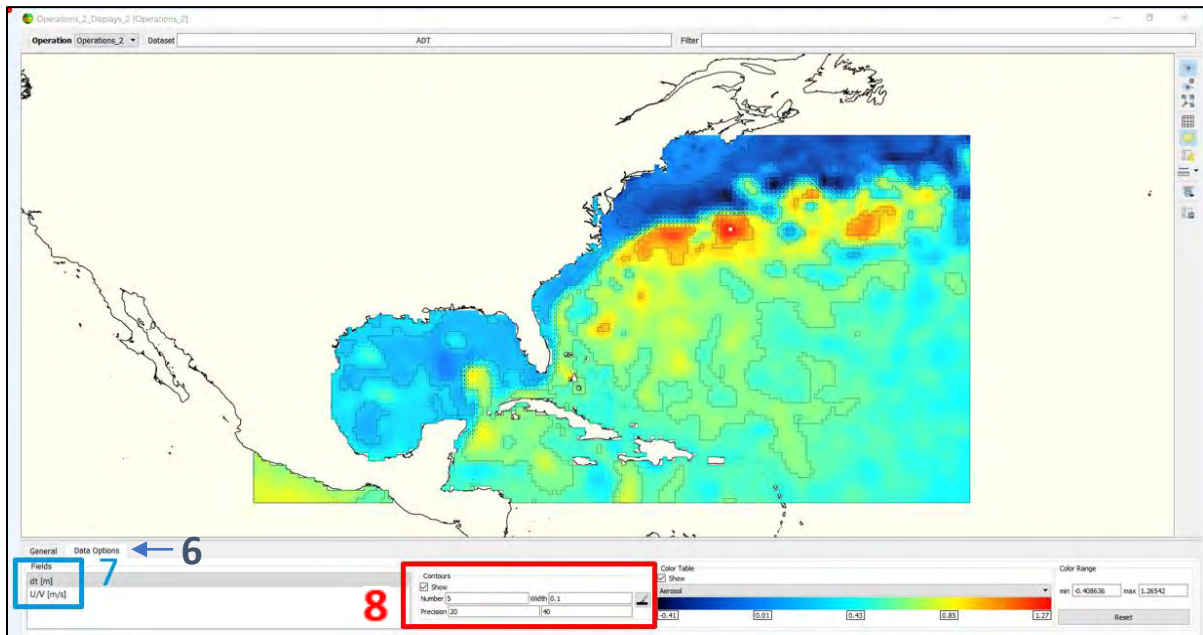 Operations_2_Displays_2 [Operations_2]
Operation Operations_2 Dataset ADT Filter
General Data Options 6
Fields
dt [m]
U/V [m/s]
7
8
Contours
Show
Number 5 Width 0.1
Precision 20 40
Color Table
Show
Aerosol
-0.41 0.01 0.43 0.85 1.27
Color Range
min -0.408636 max 1.26542
Reset